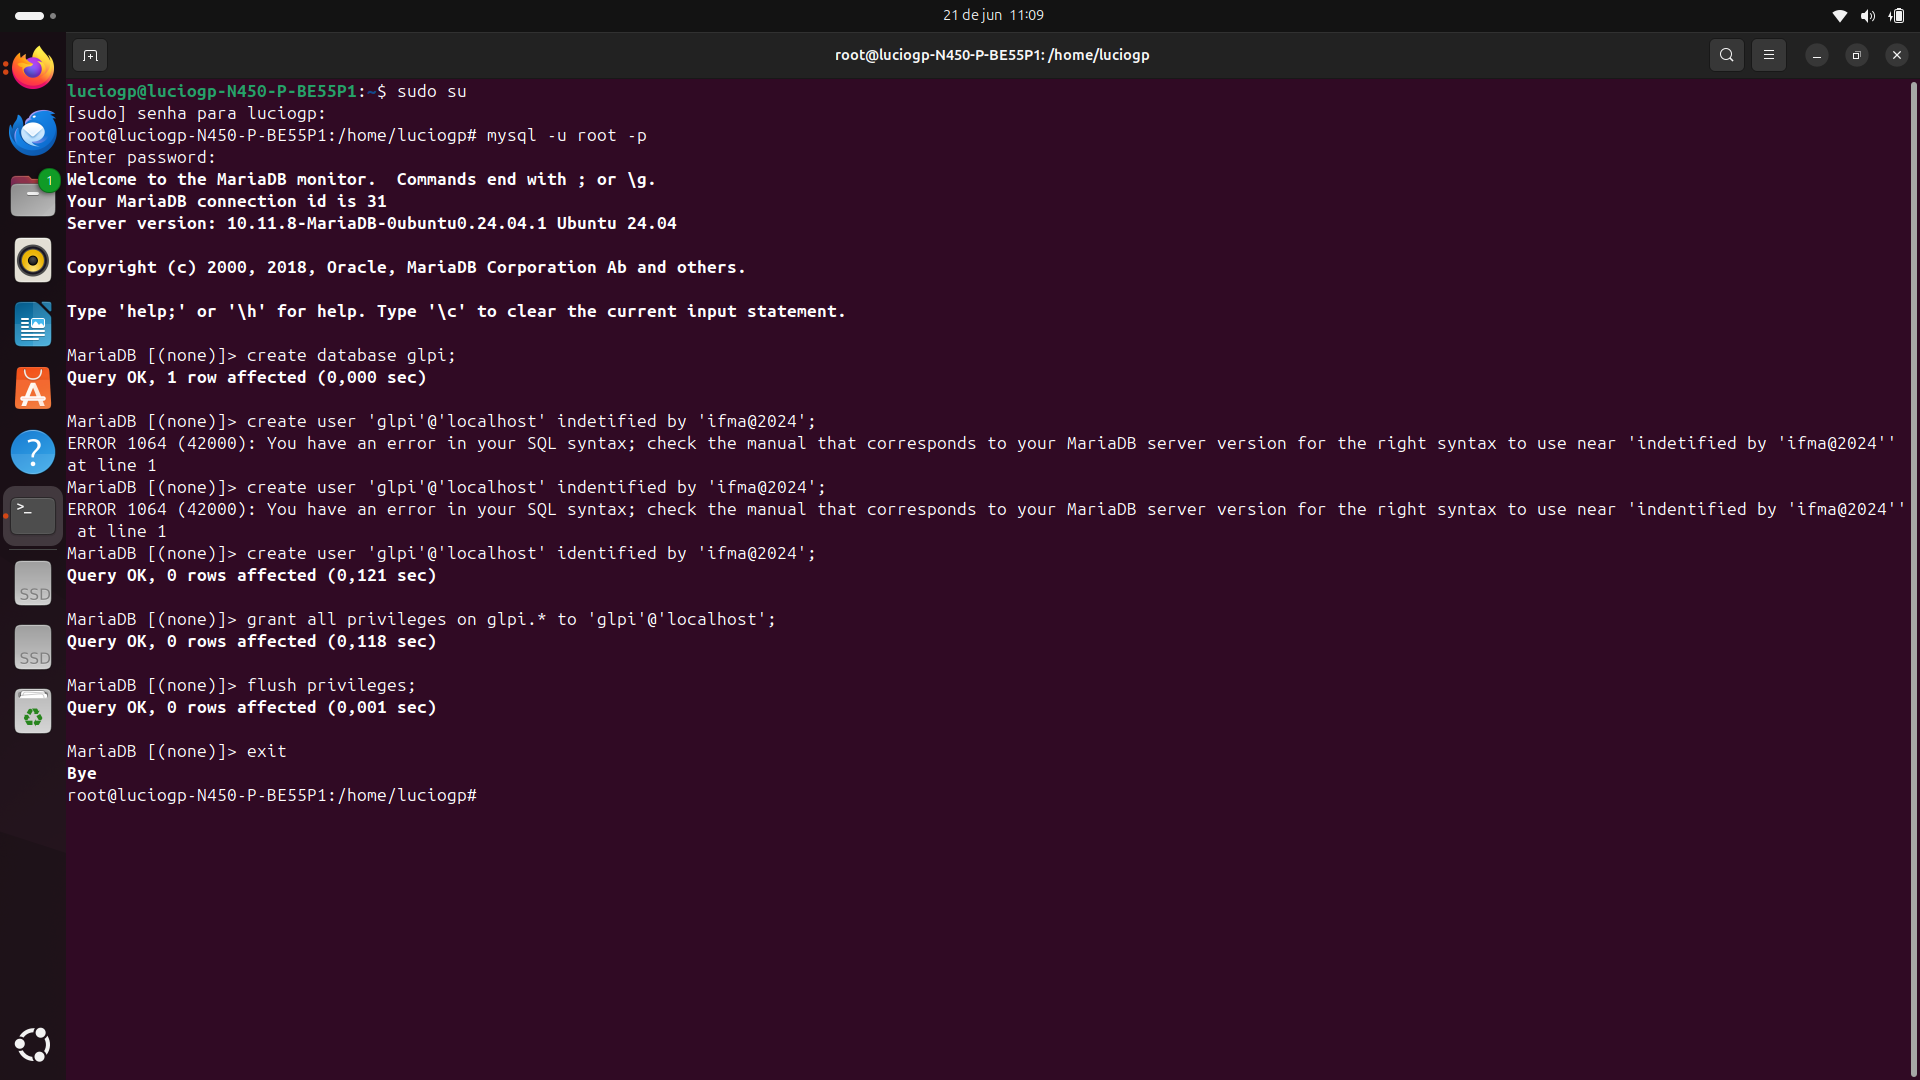 21 de jun  11:09
root@luciogp-N450-P-BE55P1: /home/luciogp
luciogp@luciogp-N450-P-BE55P1:~$ sudo su
[sudo] senha para luciogp:
root@luciogp-N450-P-BE55P1:/home/luciogp# mysql -u root -p
Enter password:
Welcome to the MariaDB monitor.  Commands end with ; or \g.
Your MariaDB connection id is 31
Server version: 10.11.8-MariaDB-0ubuntu0.24.04.1 Ubuntu 24.04
Copyright (c) 2000, 2018, Oracle, MariaDB Corporation Ab and others.
Type 'help;' or '\h' for help. Type '\c' to clear the current input statement.
MariaDB [(none)]> create database glpi;
Query OK, 1 row affected (0,000 sec)
MariaDB [(none)]> create user 'glpi'@'localhost' indetified by 'ifma@2024';
ERROR 1064 (42000): You have an error in your SQL syntax; check the manual that corresponds to your MariaDB server version for the right syntax to use near 'indetified by 'ifma@2024''
at line 1
MariaDB [(none)]> create user 'glpi'@'localhost' indentified by 'ifma@2024';
ERROR 1064 (42000): You have an error in your SQL syntax; check the manual that corresponds to your MariaDB server version for the right syntax to use near 'indentified by 'ifma@2024''
at line 1
MariaDB [(none)]> create user 'glpi'@'localhost' identified by 'ifma@2024';
Query OK, 0 rows affected (0,121 sec)
MariaDB [(none)]> grant all privileges on glpi.* to 'glpi'@'localhost';
Query OK, 0 rows affected (0,118 sec)
MariaDB [(none)]> flush privileges;
Query OK, 0 rows affected (0,001 sec)
MariaDB [(none)]> exit
Bye
root@luciogp-N450-P-BE55P1:/home/luciogp#
1
?
>_
SSD
SSD